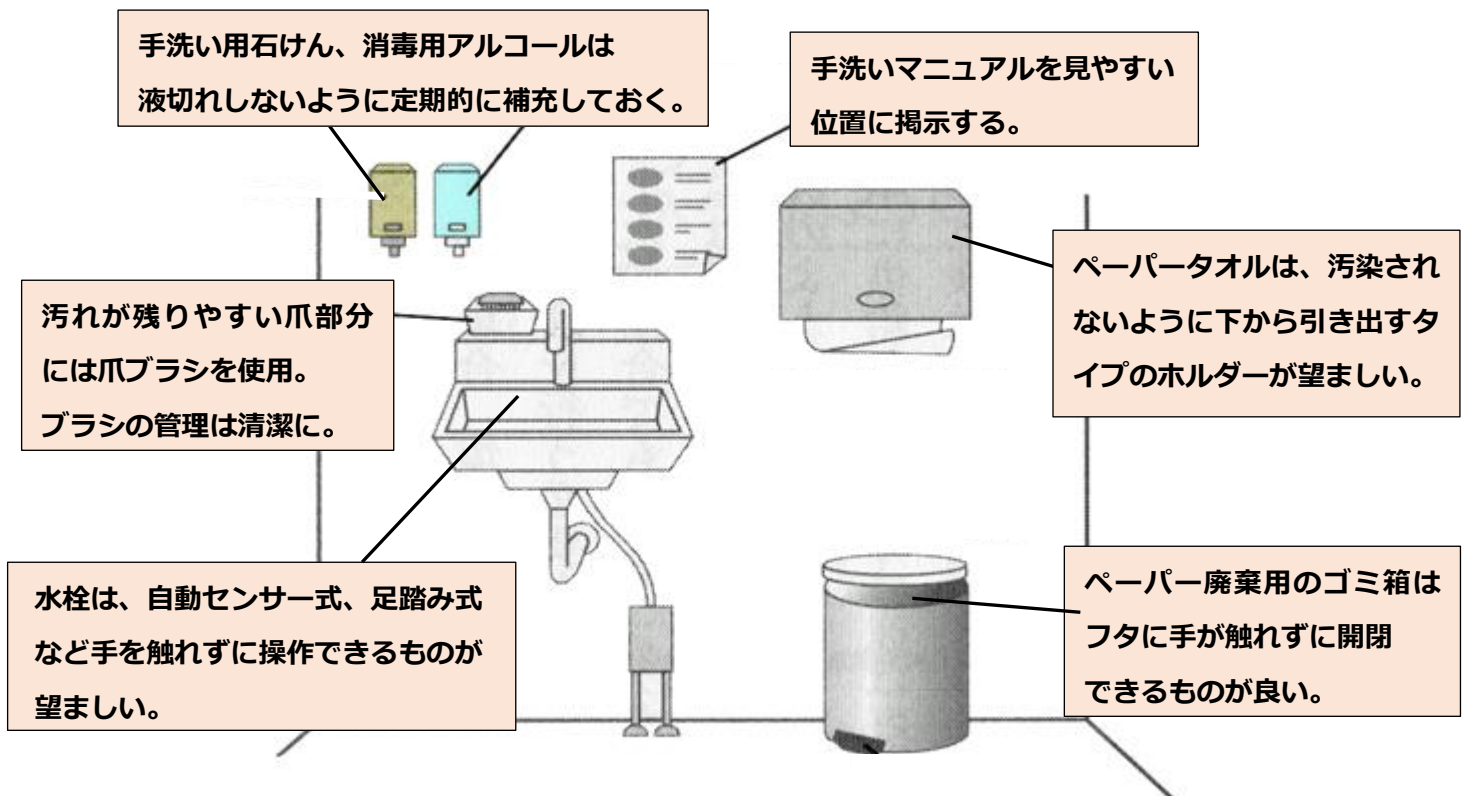 手洗い用石けん、消毒用アルコールは
液切れしないように定期的に補充しておく。
手洗いマニュアルを見やすい
位置に掲示する。
ペーパータオルは、汚染され
ないように下から引き出すタ
イプのホルダーが望ましい。
汚れが残りやすい爪部分
には爪ブラシを使用。
ブラシの管理は清潔に。
水栓は、自動センサー式、足踏み式
など手を触れずに操作できるものが
望ましい。
ペーパー廃棄用のゴミ箱は
フタに手が触れずに開閉
できるものが良い。